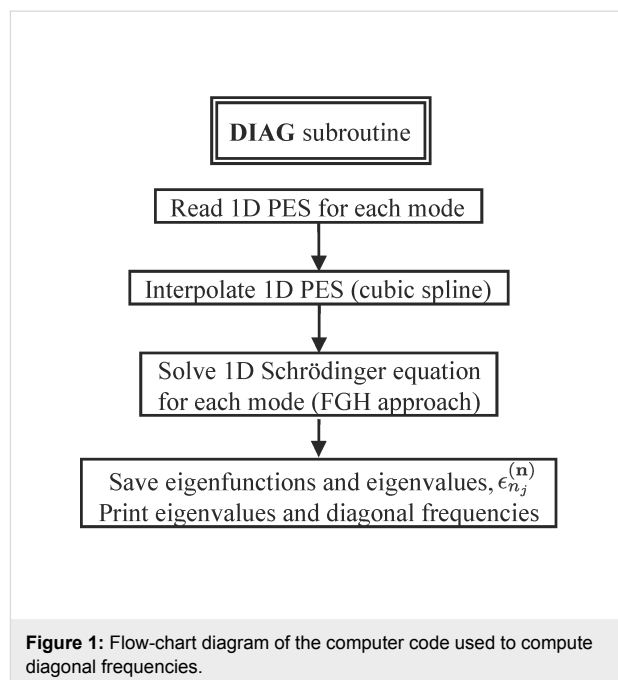 DIAG subroutine
Read 1D PES for each mode
Interpolate 1D PES (cubic spline)
Solve 1D Schrödinger equation
for each mode (FGH approach)
Save eigenfunctions and eigenvalues, ϵ_{n_j}^{(n)}
Print eigenvalues and diagonal frequencies
Figure 1: Flow-chart diagram of the computer code used to compute
diagonal frequencies.